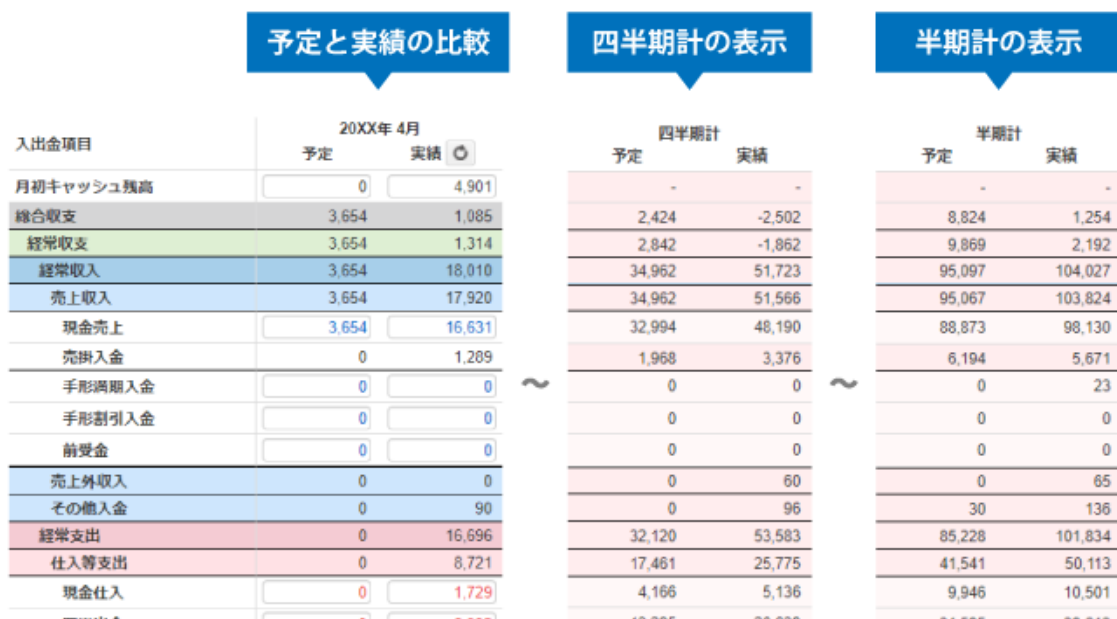 予定と実績の比較 四半期計の表示 半期計の表示
20XX年 4月 四半期計 半期計
入出金項目 予定 実績 予定 実績 予定 実績
月初キャッシュ残高 0 4,901 - - - -
総合収支 3,654 1,085 2,424 -2,502 8,824 1,254
経常収支 3,654 1,314 2,842 -1,862 9,869 2,192
経常収入 3,654 18,010 34,962 51,723 95,097 104,027
売上収入 3,654 17,920 34,962 51,566 95,067 103,824
現金売上 3,654 16,631 32,994 48,190 88,873 98,130
売掛入金 0 1,289 1,968 3,376 6,194 5,671
手形満期入金 0 0 〜 0 0 〜 0 23
手形割引入金 0 0 0 0 0 0
前受金 0 0 0 0 0 0
売上外収入 0 0 0 60 0 65
その他入金 0 90 0 96 30 136
経常支出 0 16,696 32,120 53,583 85,228 101,834
仕入等支出 0 8,721 17,461 25,775 41,541 50,113
現金仕入 0 1,729 4,166 5,136 9,946 10,501